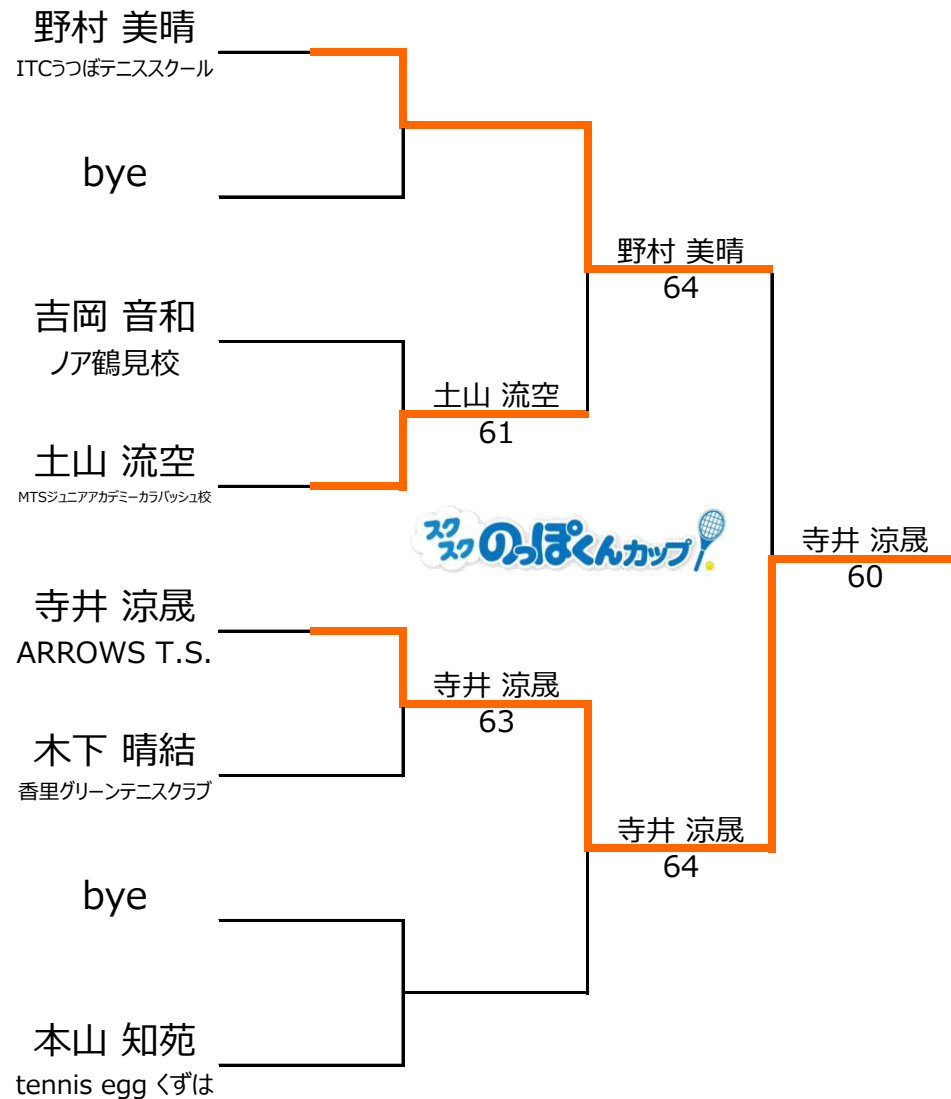 野村 美晴
ITCうつぼテニススクール
bye
野村 美晴
64
吉岡 音和
ノア鶴見校
土山 流空
61
土山 流空
MTSジュニアアカデミーカラバッシュ校
スク
スク のっぽくんカップ
寺井 涼晟
60
寺井 涼晟
ARROWS T.S.
寺井 涼晟
63
木下 晴結
香里グリーンテニスクラブ
寺井 涼晟
64
bye
本山 知苑
tennis egg くずは